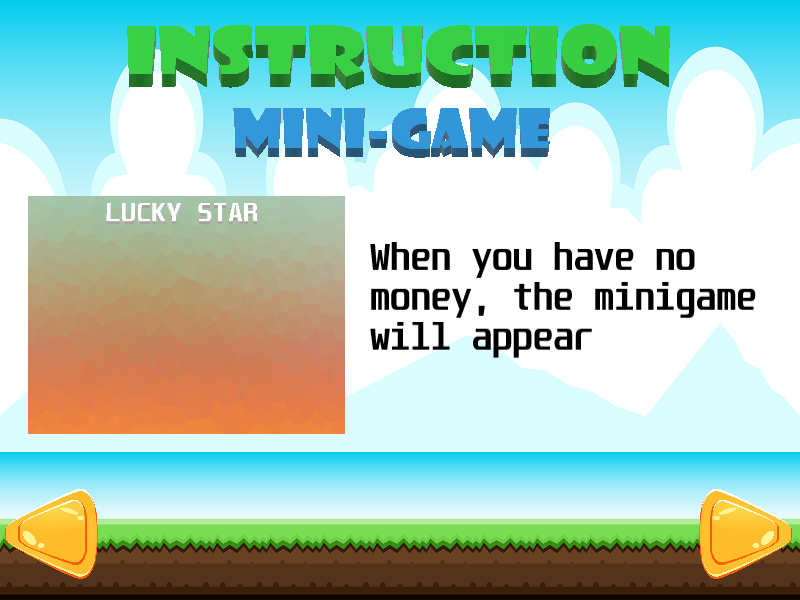 INSTRUCTION
MINI-GAME
LUCKY STAR
When you have no
money, the minigame
will appear